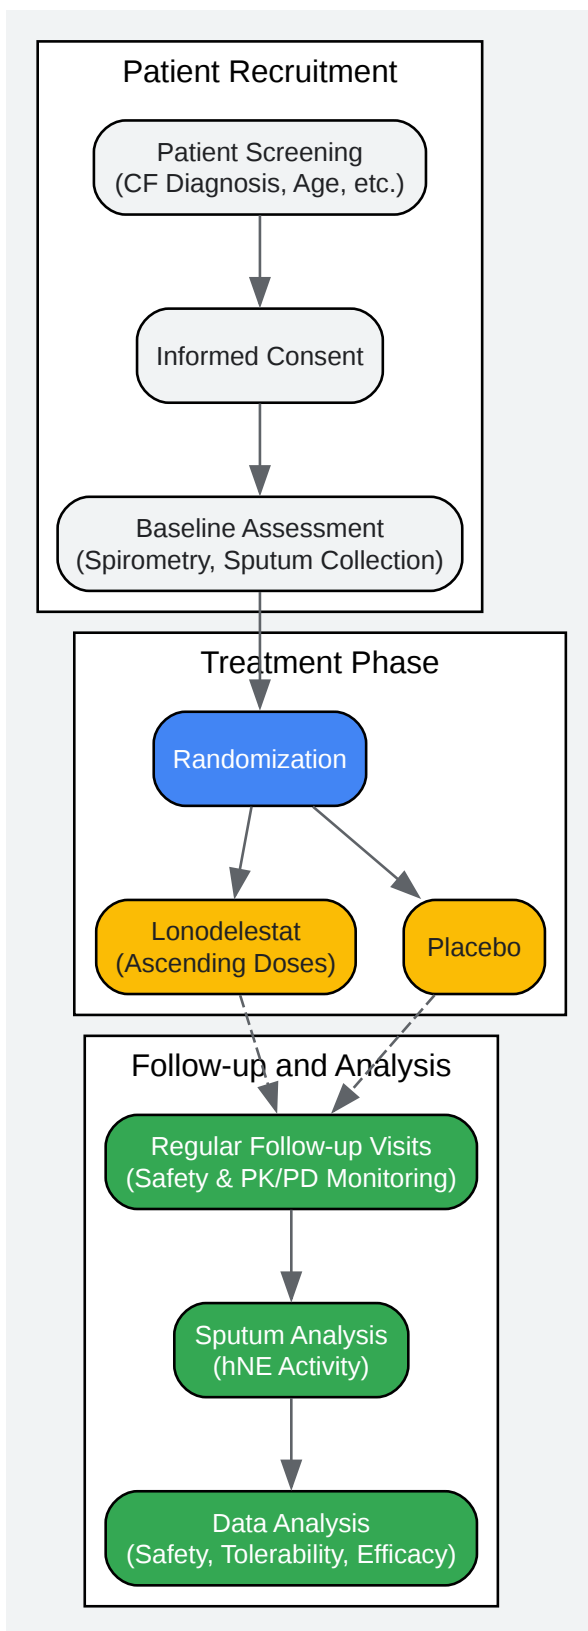 Patient Recruitment
Patient Screening
(CF Diagnosis, Age, etc.)
Informed Consent
Baseline Assessment
(Spirometry, Sputum Collection)
Treatment Phase
Randomization
Lonodelestat
(Ascending Doses)
Placebo
Follow-up and Analysis
Regular Follow-up Visits
(Safety & PK/PD Monitoring)
Sputum Analysis
(hNE Activity)
Data Analysis
(Safety, Tolerability, Efficacy)